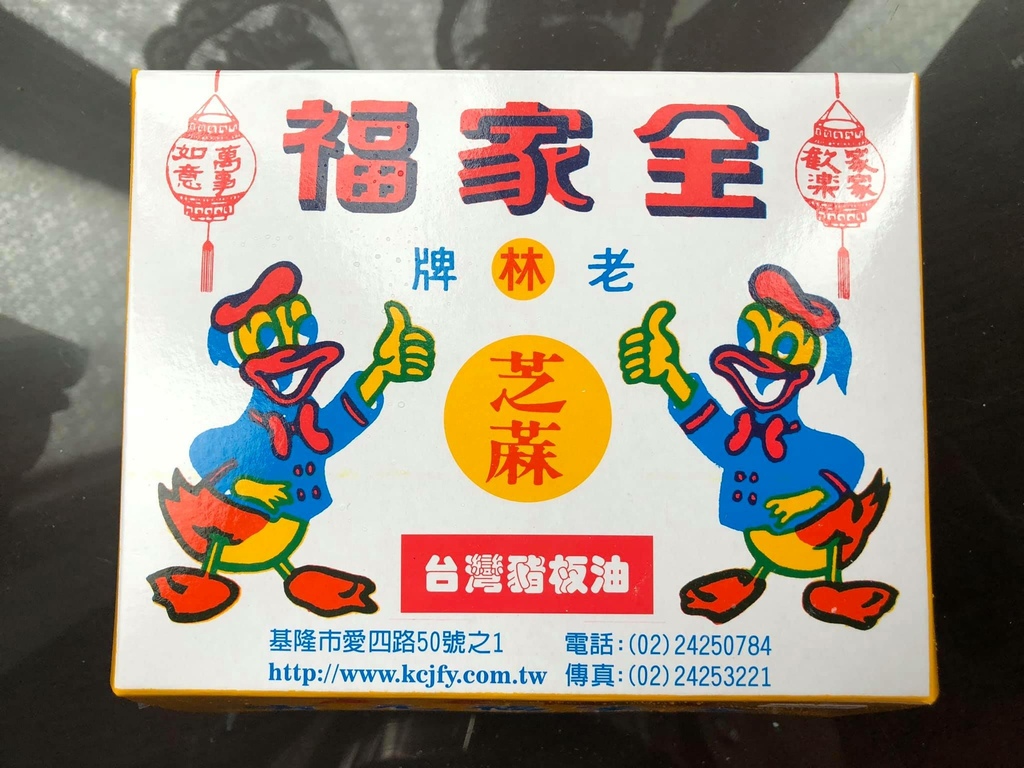 全家福
家家
歡樂
萬事
如意
老林牌
芝蔴
台灣豬板油
基隆市愛四路50號之1
電話:(02)24250784
http://www.kcjfy.com.tw
傳真:(02)24253221